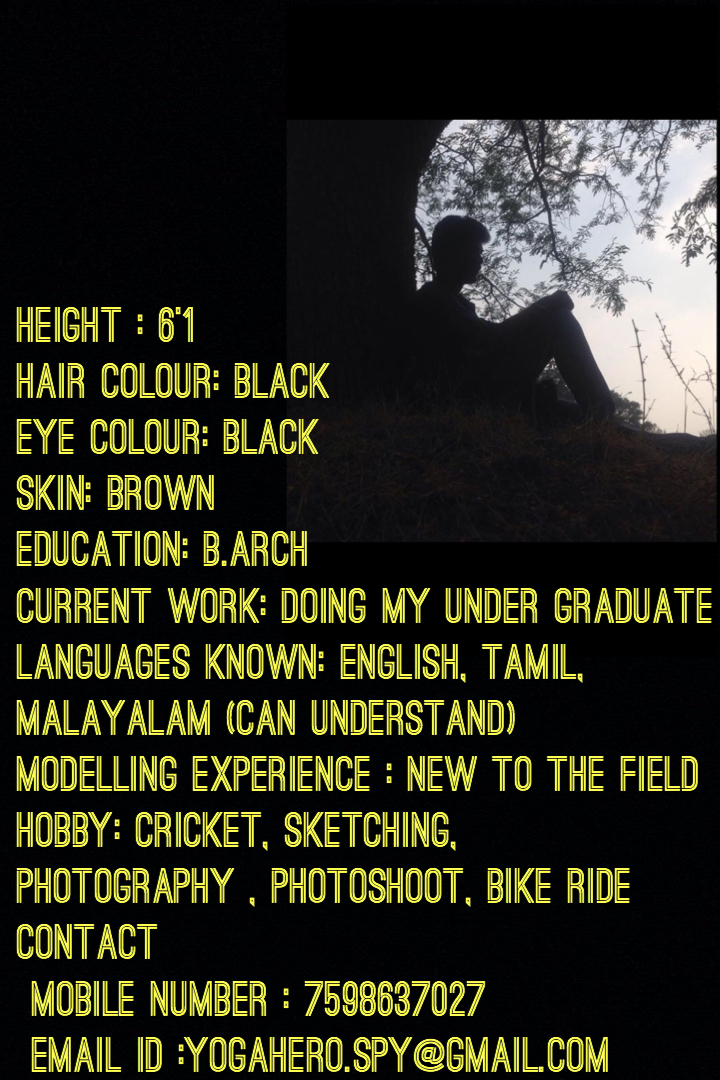 HEIGHT : 6'1
HAIR COLOUR: BLACK
EYE COLOUR: BLACK
SKIN: BROWN
EDUCATION: B.ARCH
CURRENT WORK: DOING MY UNDER GRADUATE
LANGUAGES KNOWN: ENGLISH, TAMIL,
MALAYALAM (CAN UNDERSTAND)
MODELLING EXPERIENCE : NEW TO THE FIELD
HOBBY: CRICKET, SKETCHING,
PHOTOGRAPHY , PHOTOSHOOT, BIKE RIDE
CONTACT
MOBILE NUMBER : 7598637027
EMAIL ID :YOGAHERO.SPY@GMAIL.COM